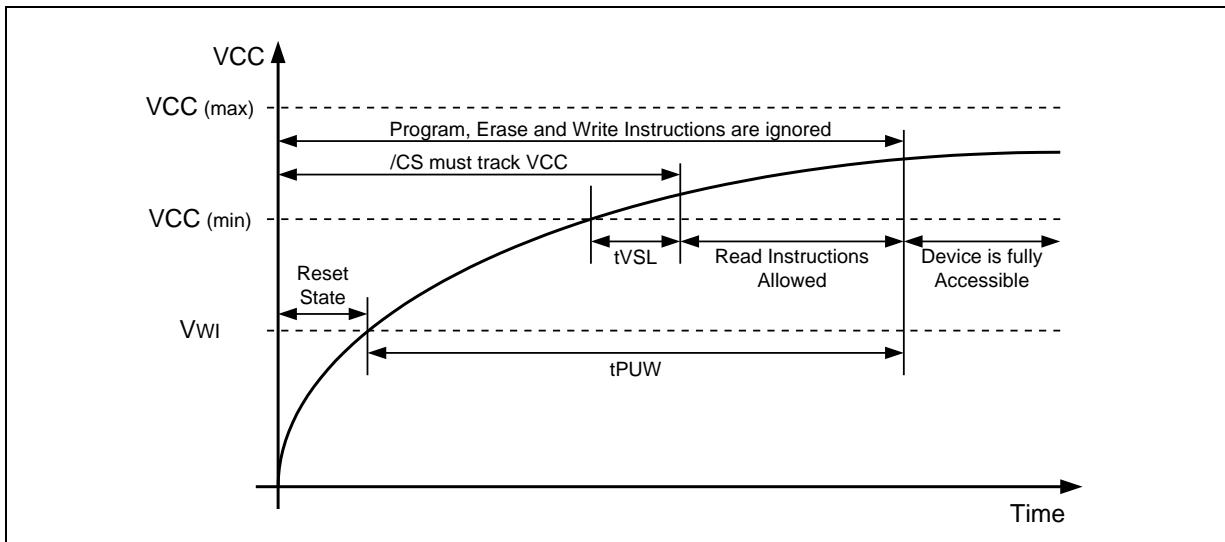 VCC
VCC (max)
Program, Erase and Write Instructions are ignored
/CS must track VCC
VCC (min)
tVSL
Read Instructions
Allowed
Device is fully
Accessible
Reset
State
VWI
tPUW
Time